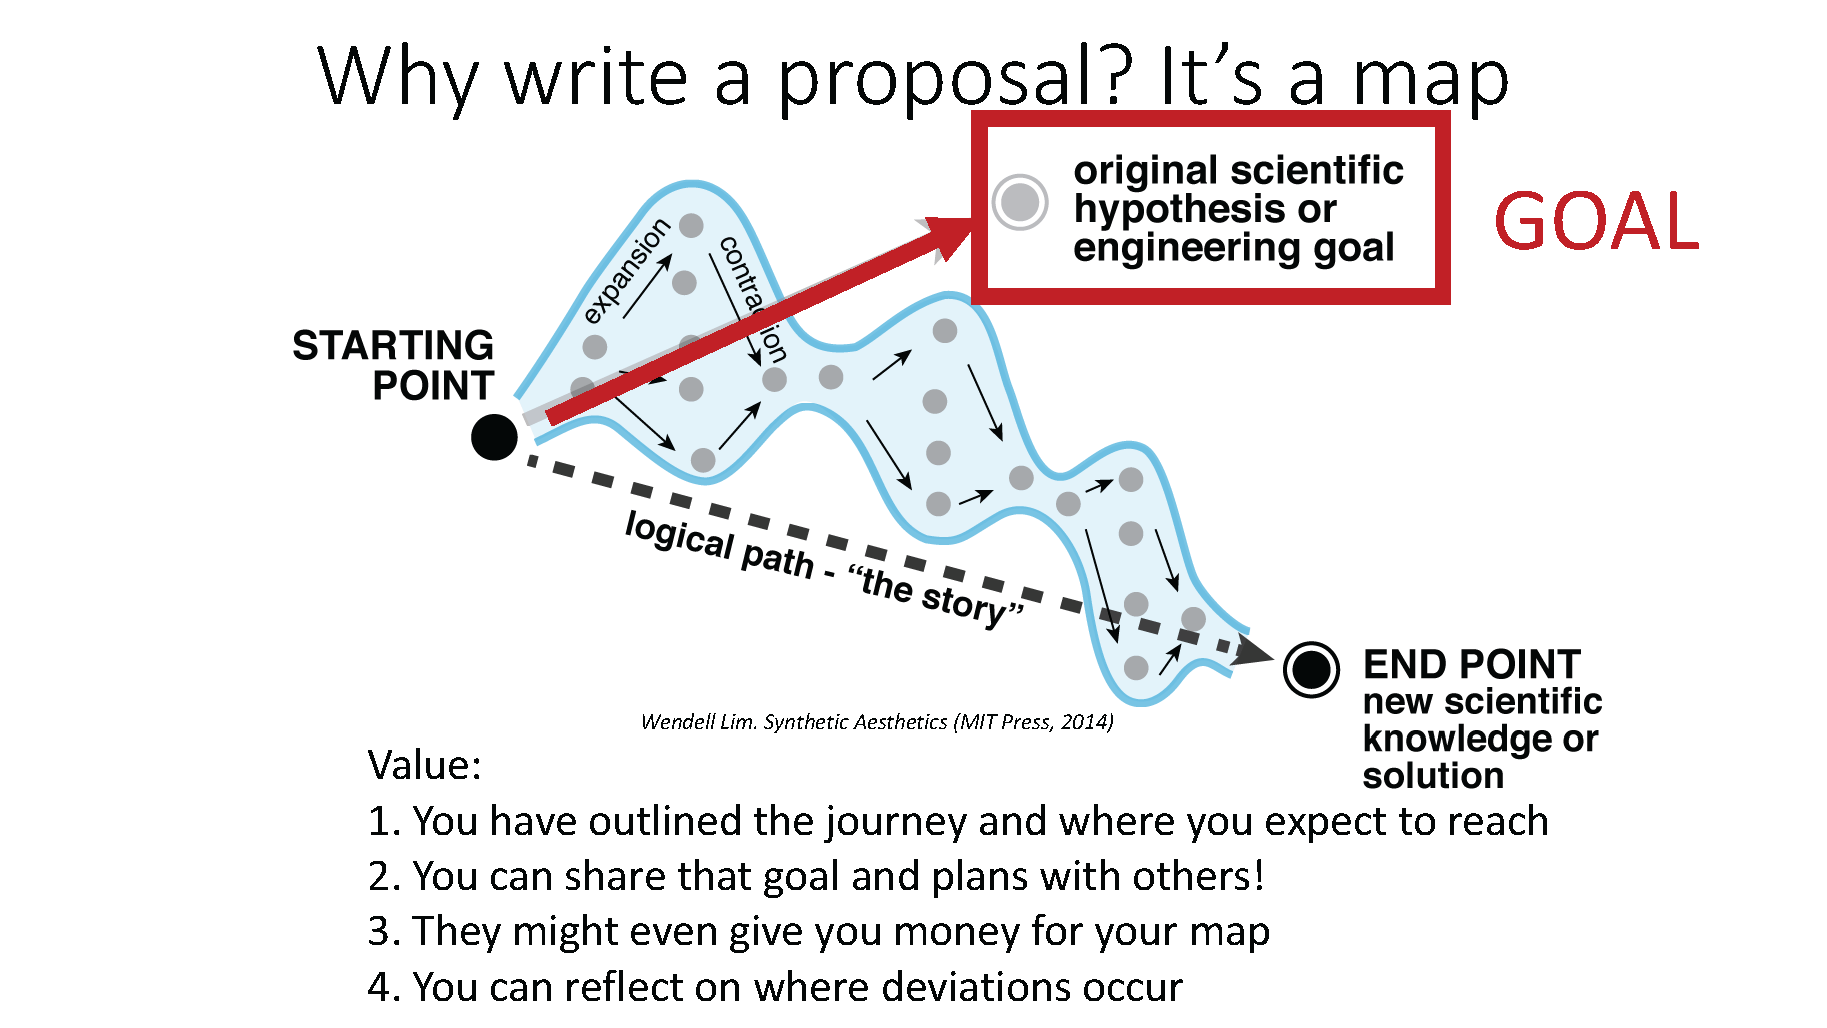 Why write a proposal? It's a map
original scientific
hypothesis or
engineering goal
GOAL
expansion
contraction
STARTING
POINT
logical path - “the story”
END POINT
new scientific
knowledge or
solution
Wendell Lim. Synthetic Aesthetics (MIT Press, 2014)
Value:
1. You have outlined the journey and where you expect to reach
2. You can share that goal and plans with others!
3. They might even give you money for your map
4. You can reflect on where deviations occur